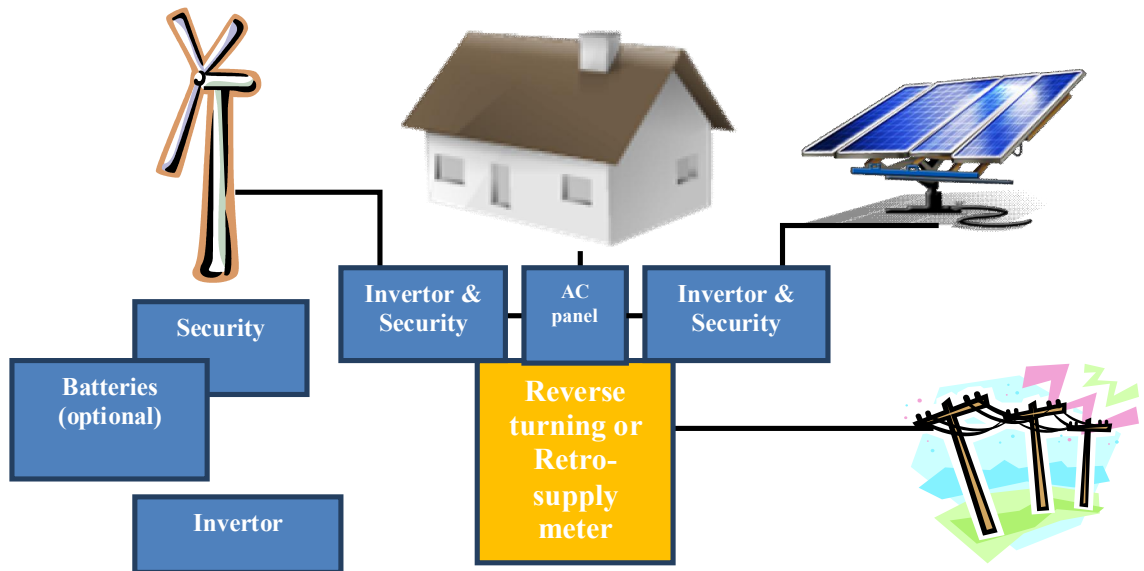 Invertor &
Security
AC
panel
Invertor &
Security
Security
Batteries
(optional)
Reverse
turning or
Retro-
supply
meter
Invertor